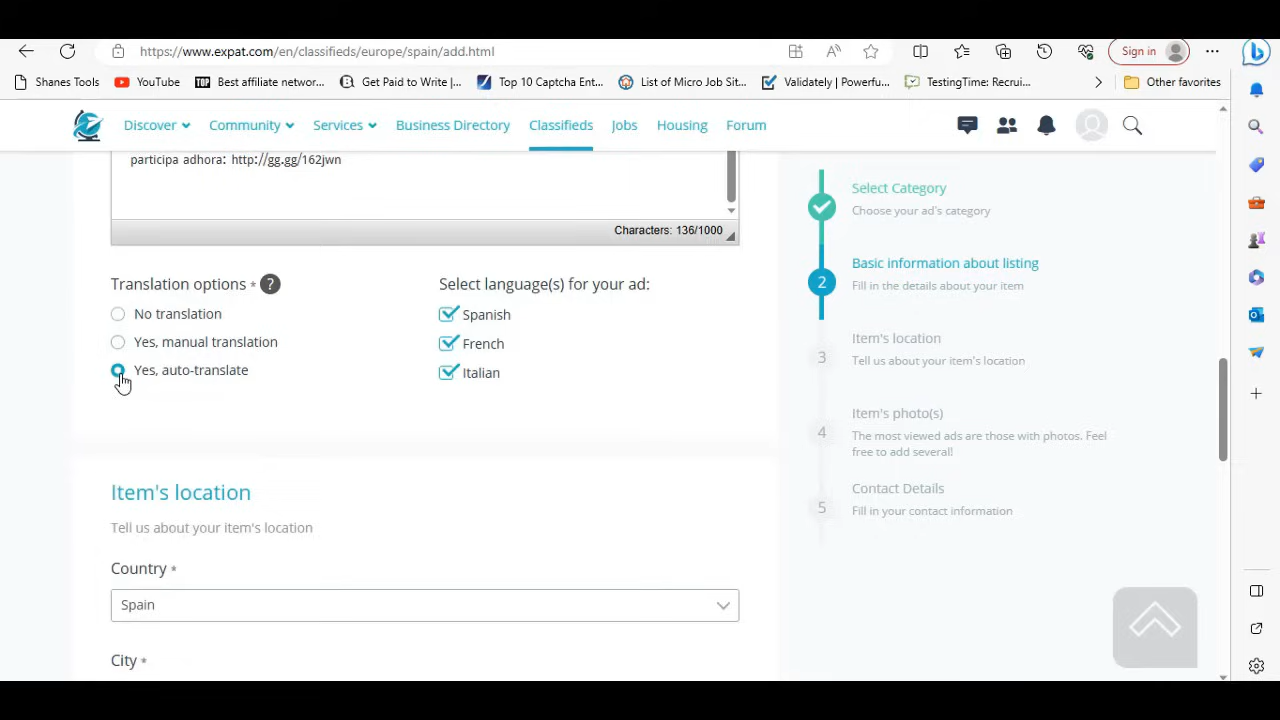 https://www.expat.com/en/classifieds/europe/spain/add.html
Sign in
Shanes Tools
YouTube
TOP
Best affiliate networ...
Get Paid to Write |...
Top 10 Captcha Ent...
List of Micro Job Sit...
Validately | Powerfu...
TestingTime: Recrui...
Other favorites
Discover
Community
Services
Business Directory
Classifieds
Jobs
Housing
Forum
participa adhora: http://gg.gg/162jwn
Characters: 136/1000
Translation options * ?
No translation
Yes, manual translation
Yes, auto-translate
Select language(s) for your ad:
Spanish
French
Italian
Item's location
Tell us about your item's location
Country *
Spain
City *
Select Category
Choose your ad's category
2
Basic information about listing
Fill in the details about your item
3
Item's location
Tell us about your item's location
4
Item's photo(s)
The most viewed ads are those with photos. Feel
free to add several!
5
Contact Details
Fill in your contact information